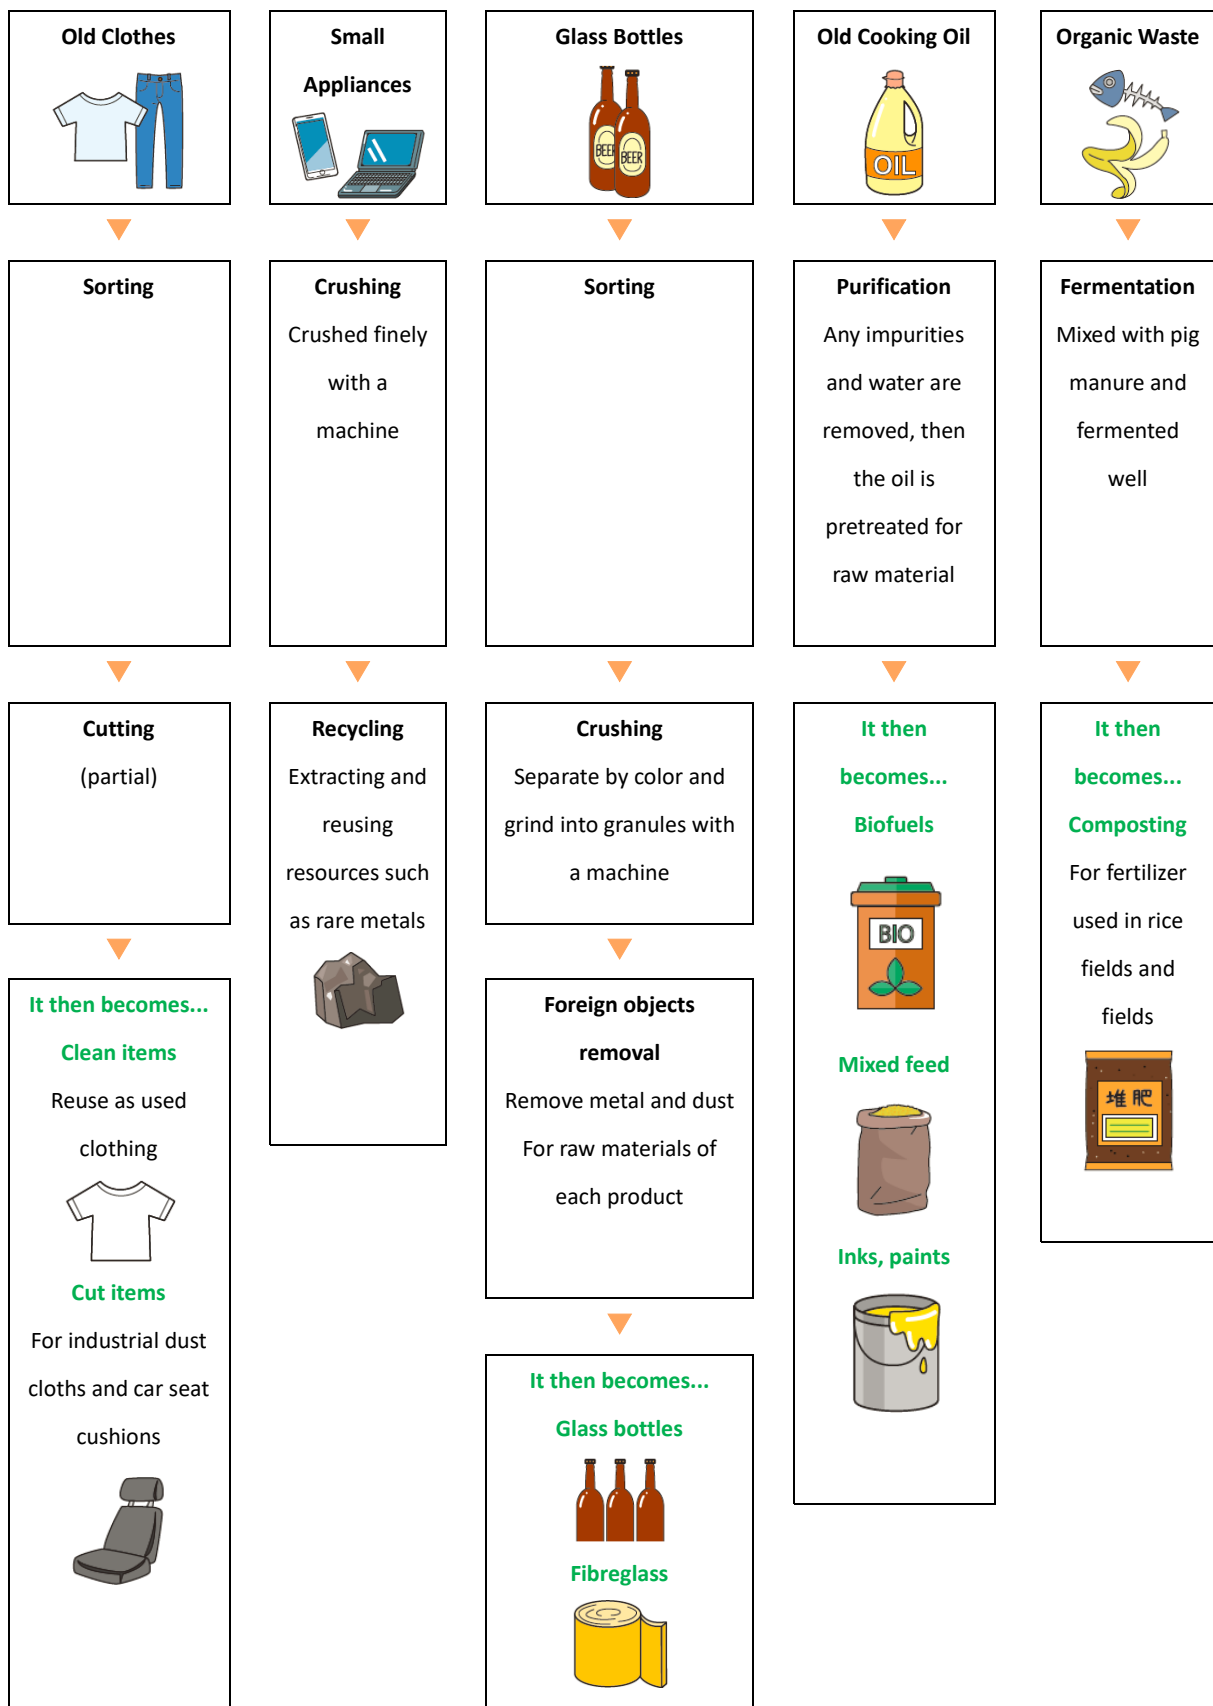 Old Clothes
Small
Appliances
Glass Bottles
BEER
BEER
Old Cooking Oil
OIL
Organic Waste
Sorting
Crushing
Crushed finely
with a
machine
Sorting
Purification
Any impurities
and water are
removed, then
the oil is
pretreated for
raw material
Fermentation
Mixed with pig
manure and
fermented
well
Cutting
(partial)
Recycling
Extracting and
reusing
resources such
as rare metals
Crushing
Separate by color and
grind into granules with
a machine
It then
becomes...
Biofuels
BIO
Mixed feed
Inks, paints
It then
becomes...
Composting
For fertilizer
used in rice
fields and
fields
堆肥
It then becomes...
Clean items
Reuse as used
clothing
Cut items
For industrial dust
cloths and car seat
cushions
Foreign objects
removal
Remove metal and dust
For raw materials of
each product
It then becomes...
Glass bottles
Fibreglass